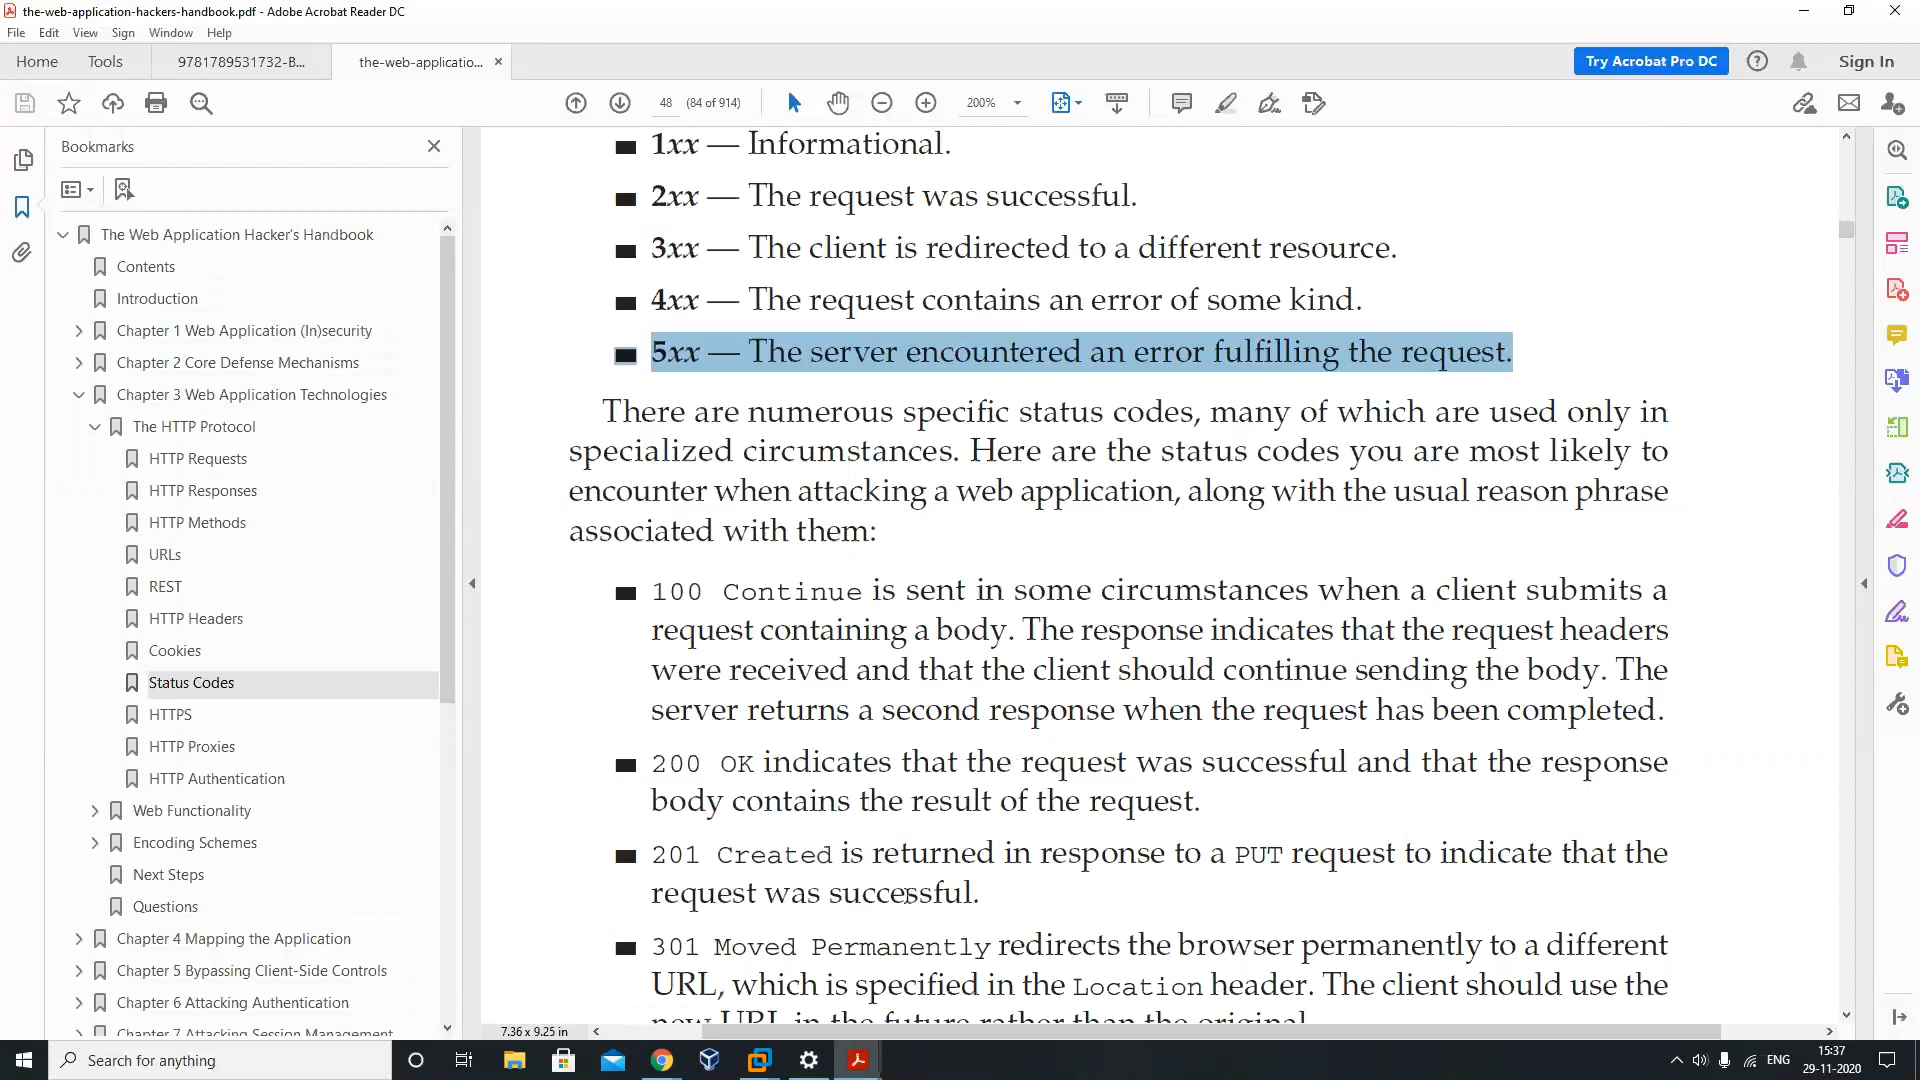 the-web-application-hackers-handbook.pdf - Adobe Acrobat Reader DC
File Edit View Sign Window Help
Home Tools 9781789531732-B... the-web-applicatio... ×
Try Acrobat Pro DC Sign In
48 (84 of 914) 200%
Bookmarks
The Web Application Hacker's Handbook
Contents
Introduction
Chapter 1 Web Application (In)security
Chapter 2 Core Defense Mechanisms
Chapter 3 Web Application Technologies
The HTTP Protocol
HTTP Requests
HTTP Responses
HTTP Methods
URLs
REST
HTTP Headers
Cookies
Status Codes
HTTPS
HTTP Proxies
HTTP Authentication
Web Functionality
Encoding Schemes
Next Steps
Questions
Chapter 4 Mapping the Application
Chapter 5 Bypassing Client-Side Controls
Chapter 6 Attacking Authentication
Chapter 7 Attacking Session Management
1xx — Informational.
2xx — The request was successful.
3xx — The client is redirected to a different resource.
4xx — The request contains an error of some kind.
5xx — The server encountered an error fulfilling the request.
There are numerous specific status codes, many of which are used only in
specialized circumstances. Here are the status codes you are most likely to
encounter when attacking a web application, along with the usual reason phrase
associated with them:
100 Continue is sent in some circumstances when a client submits a
request containing a body. The response indicates that the request headers
were received and that the client should continue sending the body. The
server returns a second response when the request has been completed.
200 OK indicates that the request was successful and that the response
body contains the result of the request.
201 Created is returned in response to a PUT request to indicate that the
request was successful.
301 Moved Permanently redirects the browser permanently to a different
URL, which is specified in the Location header. The client should use the
new URL in the future rather than the original.
7.36 x 9.25 in
Search for anything
ENG
15:37
29-11-2020